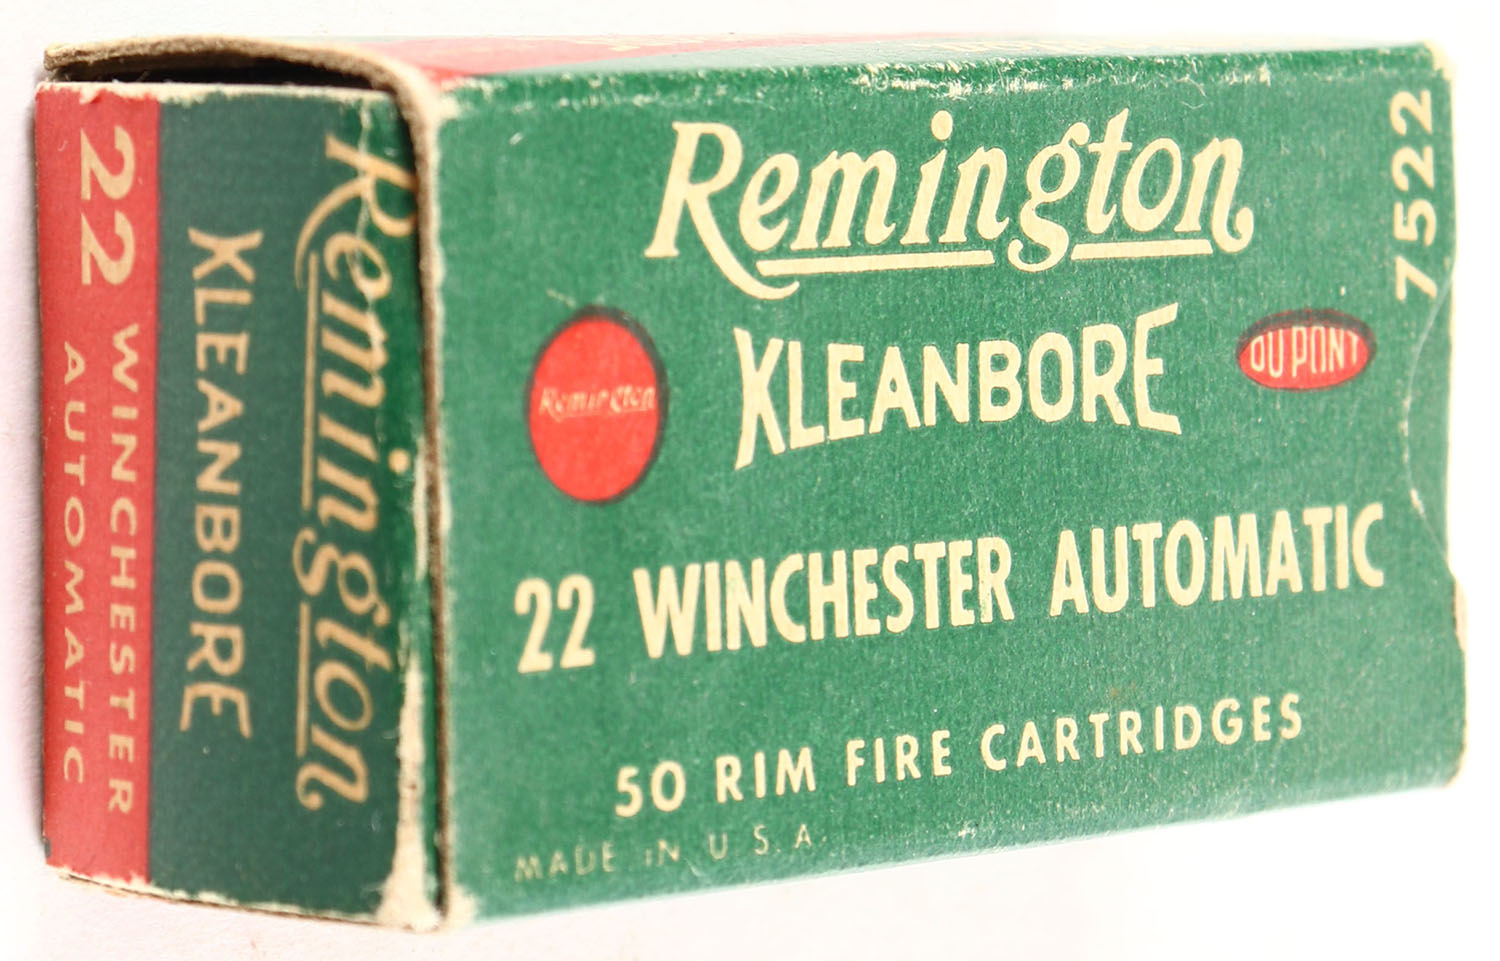 Remington
KLEANBORE
22 WINCHESTER
AUTOMATIC
Remington
7522
Remington
KLEANBORE
DU PONT
22 WINCHESTER AUTOMATIC
50 RIM FIRE CARTRIDGES
MADE IN U.S.A.